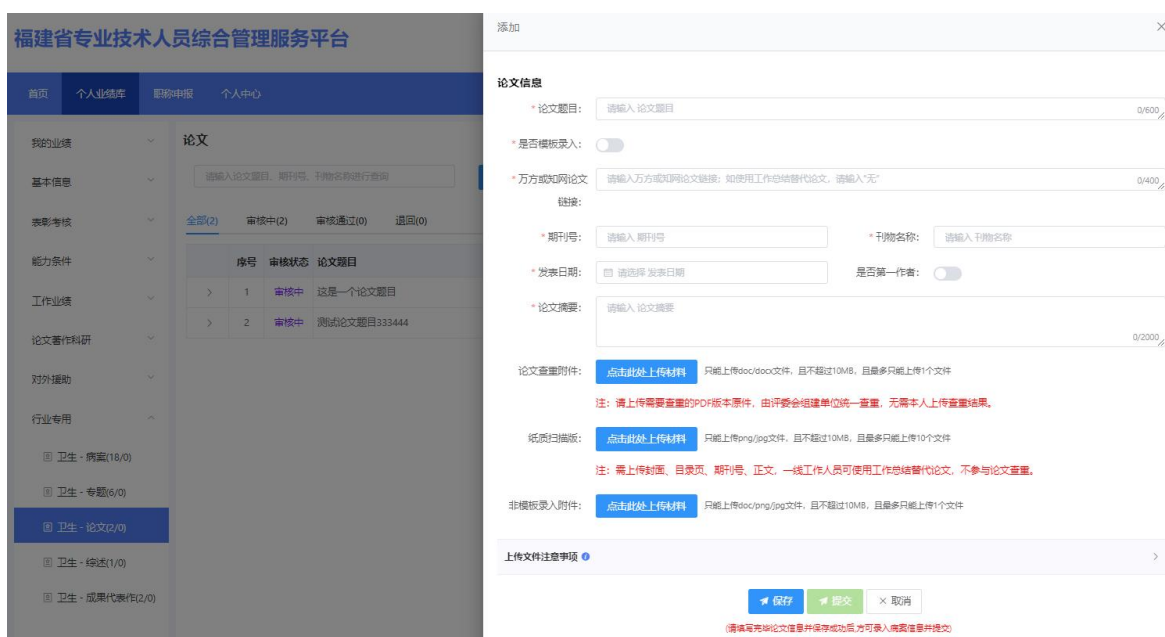 福建省专业技术人员综合管理服务平台
首页 个人业绩库 职称申报 个人中心
我的业绩
基本信息
表彰考核
能力条件
工作业绩
论文著作科研
对外援助
行业专用
卫生 - 病案(18/0)
卫生 - 专题(6/0)
卫生 - 论文(2/0)
卫生 - 综述(1/0)
卫生 - 成果代表作(2/0)
论文
请输入论文题目、期刊号、刊物名称进行查询
全部(2) 审核中(2) 审核通过(0) 退回(0)
序号 审核状态 论文题目
1 审核中 这是一个论文题目
2 审核中 测试论文题目333444
添加
论文信息
* 论文题目: 请输入 论文题目 0/600
* 是否模板录入:
* 万方或知网论文链接: 请输入万方或知网论文链接; 如使用工作总结替代论文, 请输入"无" 0/400
* 期刊号: 请输入 期刊号 * 刊物名称: 请输入 刊物名称
* 发表日期: 请选择 发表日期 是否第一作者:
* 论文摘要: 请输入 论文摘要 0/2000
论文查重附件: 点击此处上传材料 只能上传doc/docx文件, 且不超过10MB, 且最多只能上传1个文件
注: 请上传需要查重的PDF版本原件, 由评委会组建单位统一查重, 无需本人上传查重结果。
纸质扫描版: 点击此处上传材料 只能上传png/jpg文件, 且不超过10MB, 且最多只能上传10个文件
注: 需上传封面、目录页、期刊号、正文, 一线工作人员可使用工作总结替代论文, 不参与论文查重。
非模板录入附件: 点击此处上传材料 只能上传doc/png/jpg文件, 且不超过10MB, 且最多只能上传1个文件
上传文件注意事项
保存 提交 × 取消
(请填写完毕论文信息并保存成功后,方可录入病案信息并提交)